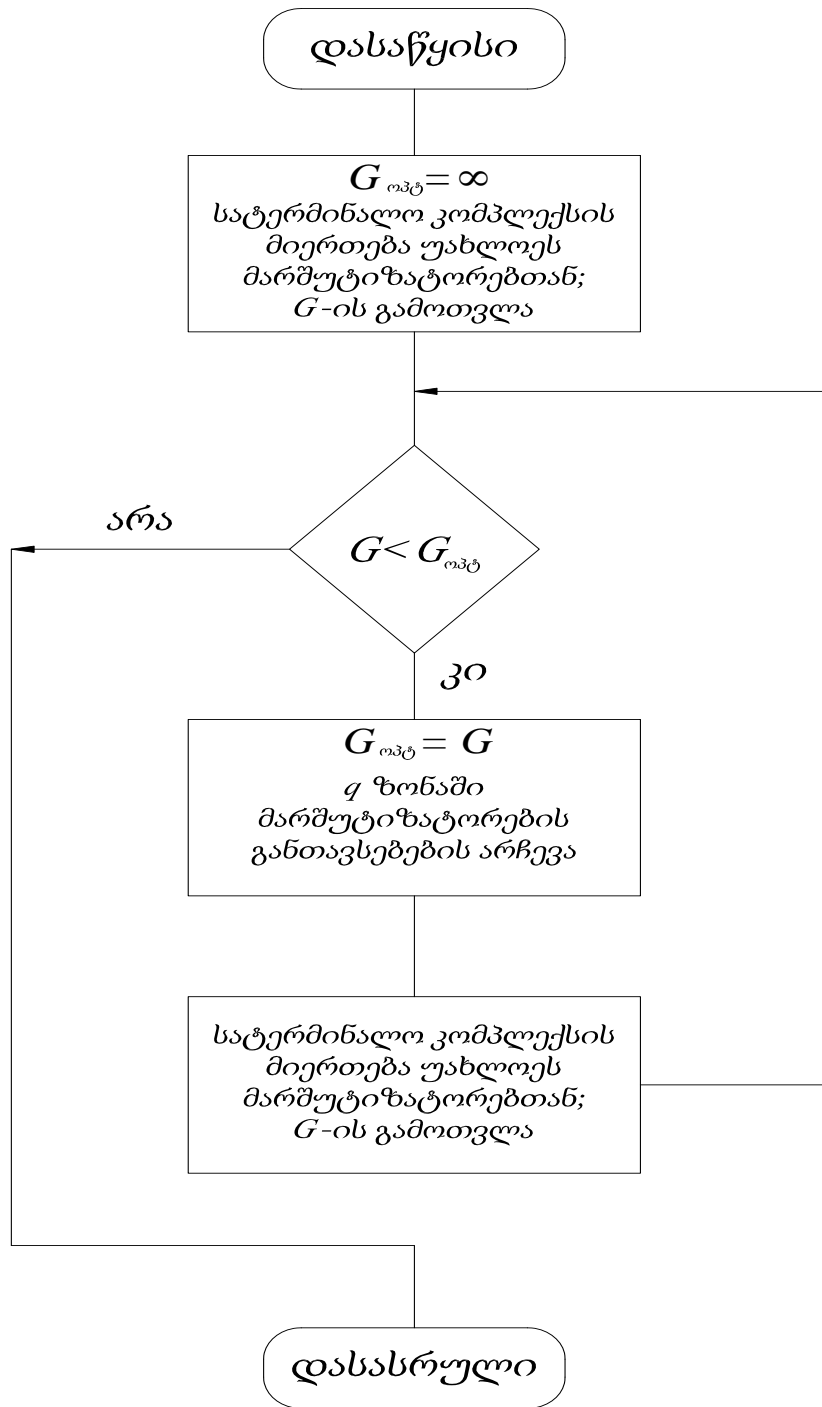 დასაწყისი
G ოპტ = ∞
სატერმინალო კომპლექსის
მიერთება უახლოეს
მარშუტიზატორებთან;
G -ის გამოთვლა
არა
G < G ოპტ
კი
G ოპტ = G
q ზონაში
მარშუტიზატორების
განთავსებების არჩევა
სატერმინალო კომპლექსის
მიერთება უახლოეს
მარშუტიზატორებთან;
G -ის გამოთვლა
დასასრული